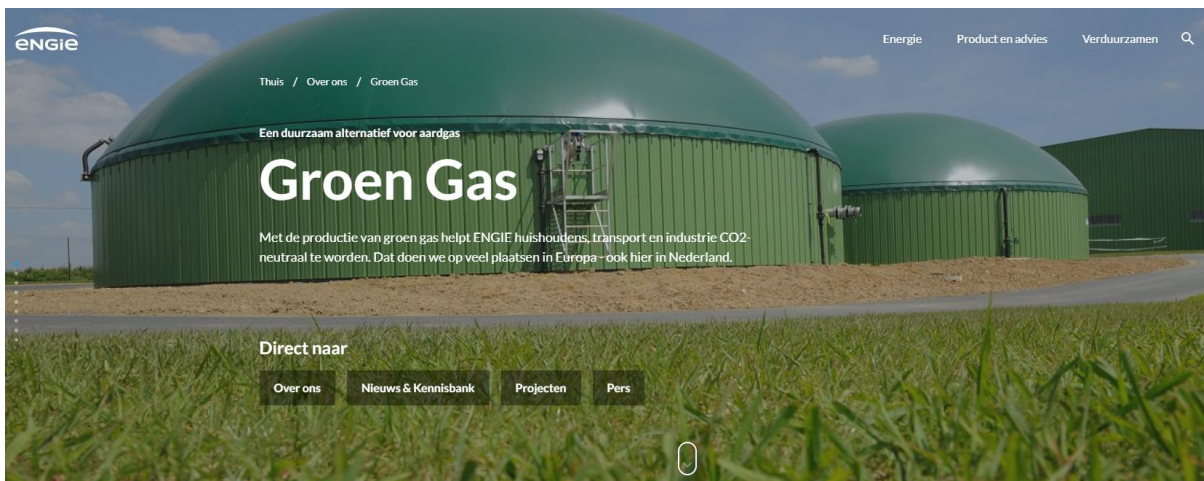 ENGIE
Energie
Product en advies
Verduurzamen
Thuis / Over ons / Groen Gas
Een duurzaam alternatief voor aardgas
Groen Gas
Met de productie van groen gas helpt ENGIE huishoudens, transport en industrie CO2-
neutraal te worden. Dat doen we op veel plaatsen in Europa - ook hier in Nederland.
Direct naar
Over ons
Nieuws & Kennisbank
Projecten
Pers